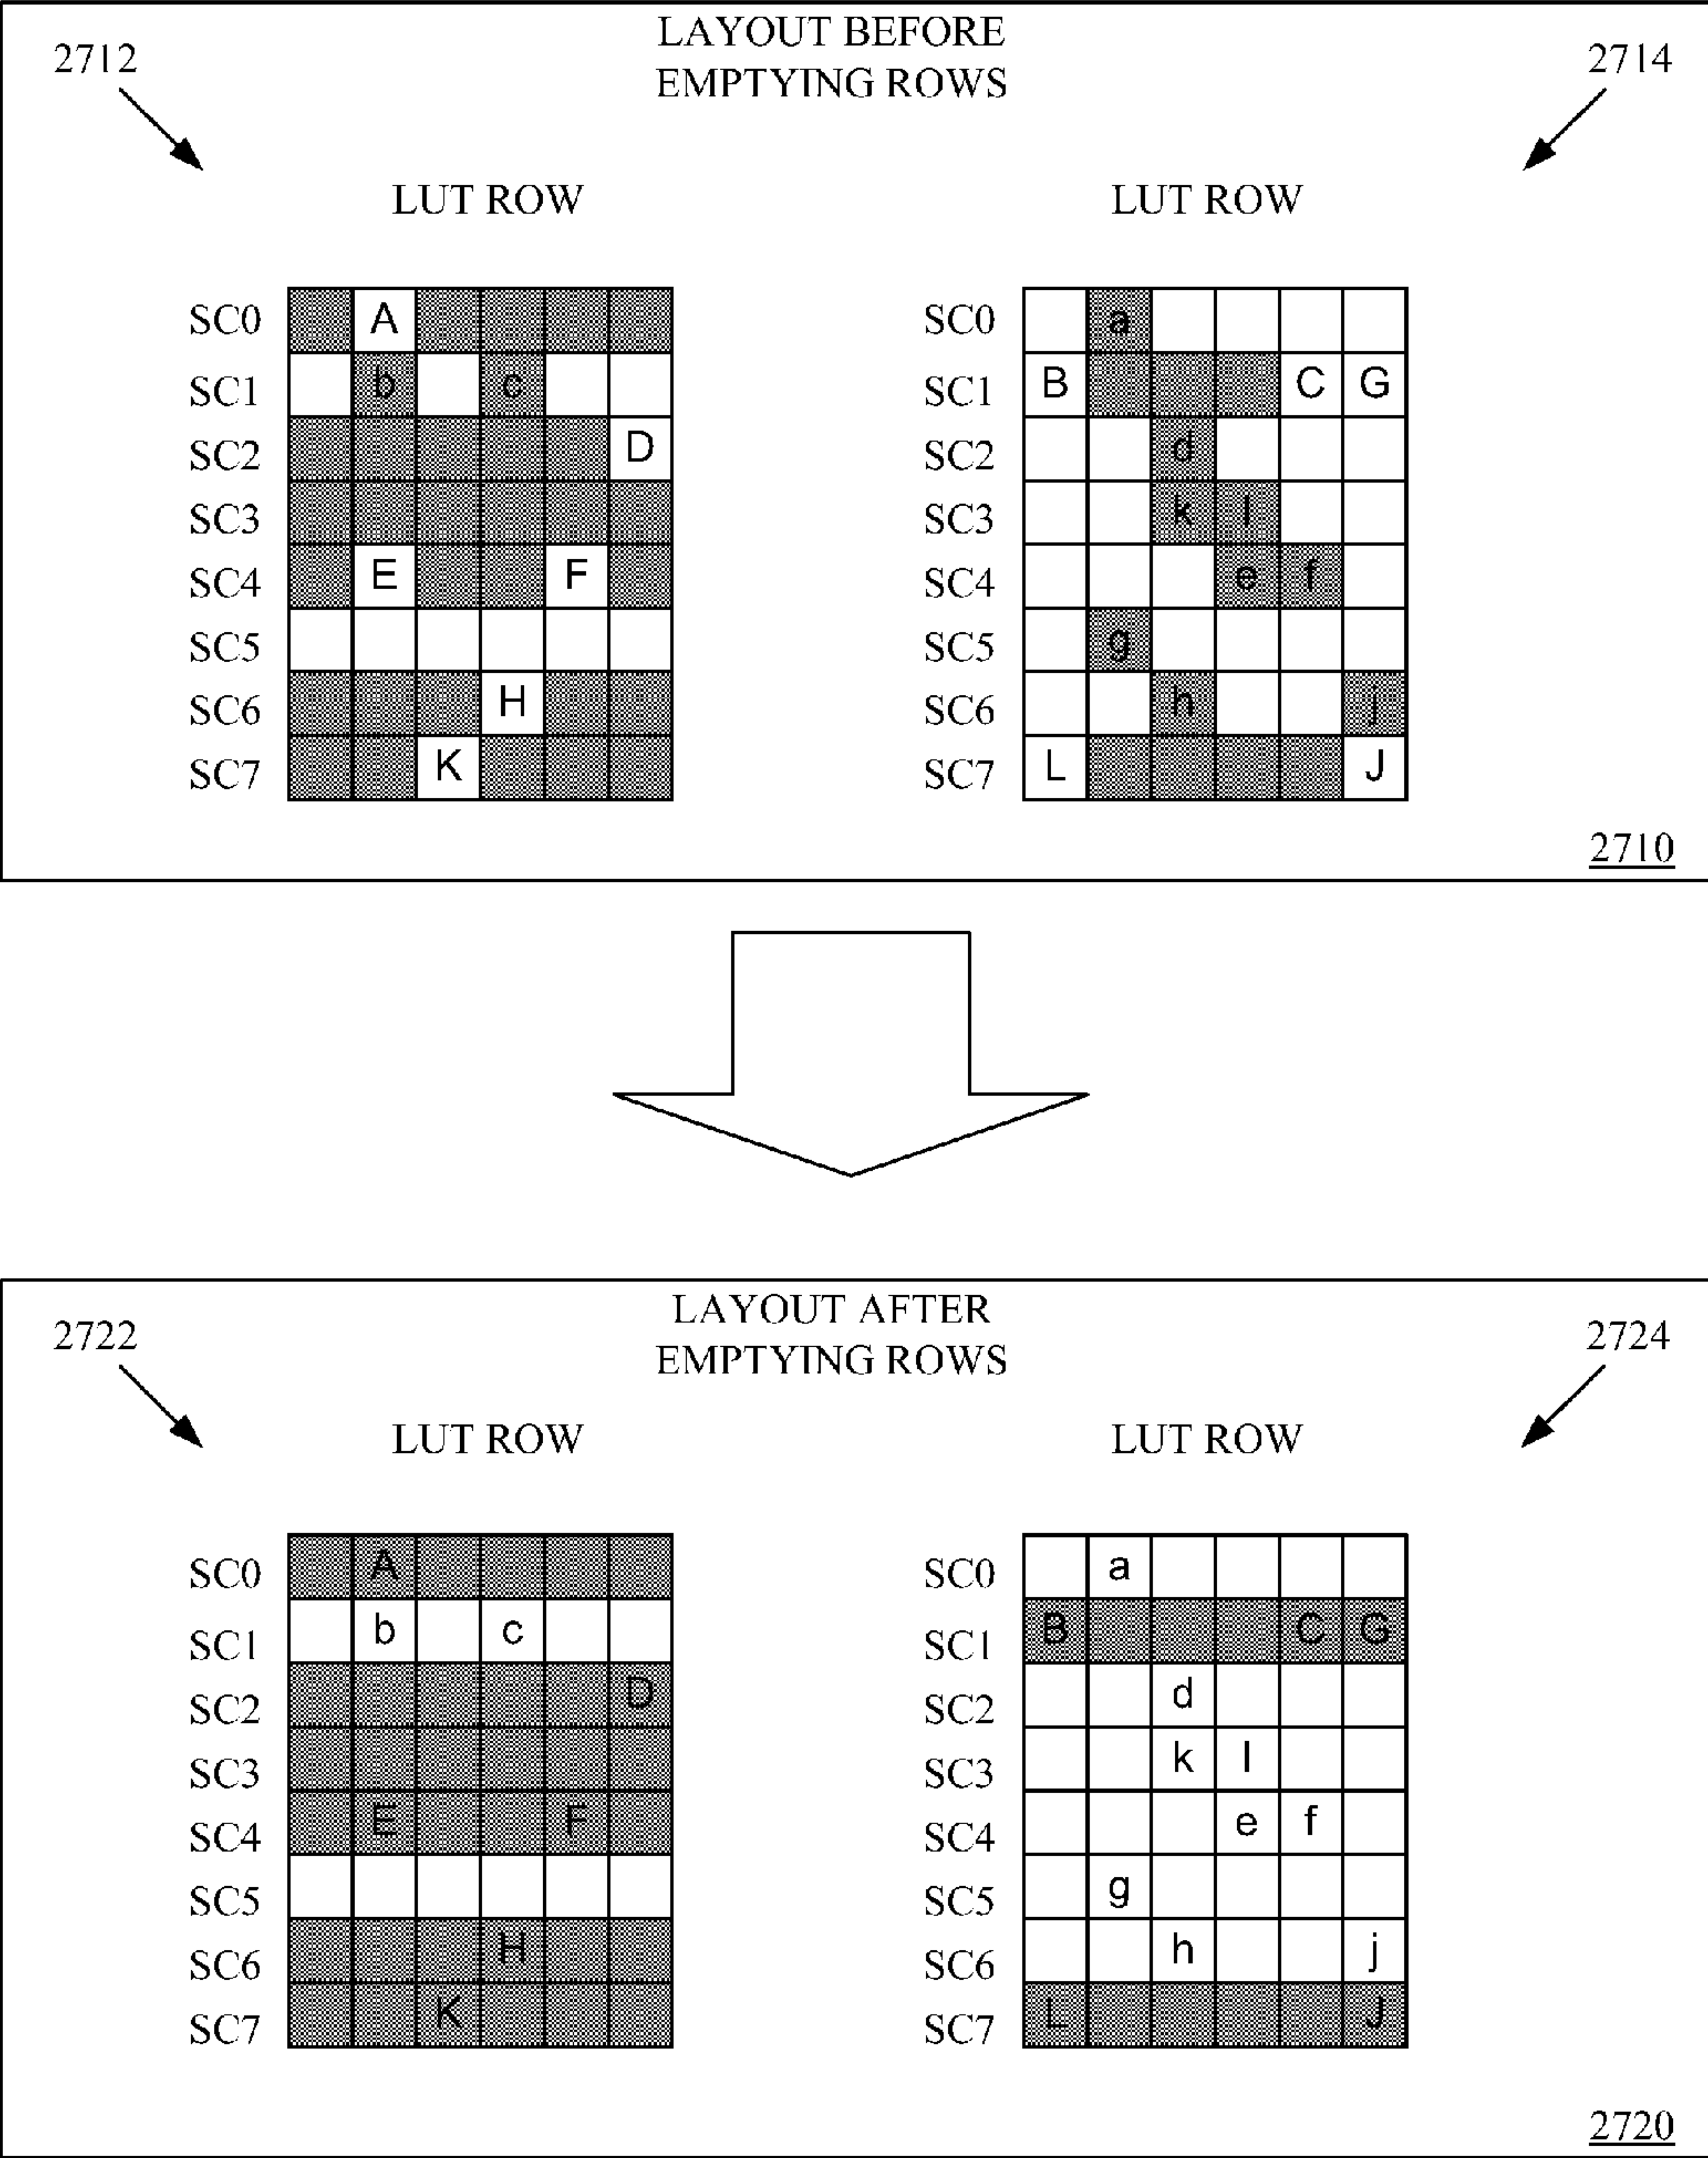 LAYOUT BEFORE
EMPTYING ROWS
2712
2714
LUT ROW
LUT ROW
SC0 A
SC1 b c
SC2 D
SC3
SC4 E F
SC5
SC6 H
SC7 K
SC0 a
SC1 B C G
SC2 d
SC3 k l
SC4 e f
SC5 g
SC6 h j
SC7 L J
2710
LAYOUT AFTER
EMPTYING ROWS
2722
2724
LUT ROW
LUT ROW
SC0 A
SC1 b c
SC2 D
SC3
SC4 E F
SC5
SC6 H
SC7 K
SC0 a
SC1 B C G
SC2 d
SC3 k l
SC4 e f
SC5 g
SC6 h j
SC7 L J
2720